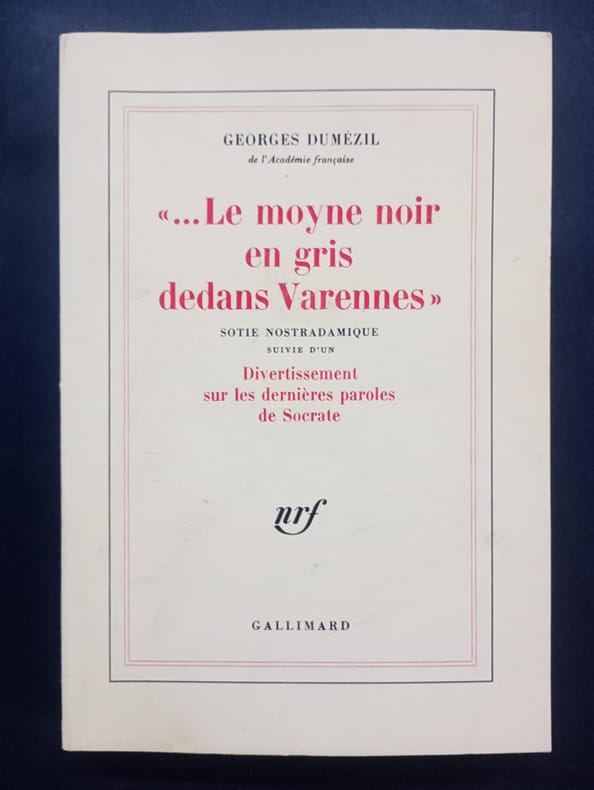 GEORGES DUMÉZIL
de l'Académie française
«...Le moyne noir
en gris
dedans Varennes»
SOTIE NOSTRADAMIQUE
SUIVIE D'UN
Divertissement
sur les dernières paroles
de Socrate
nrf
GALLIMARD